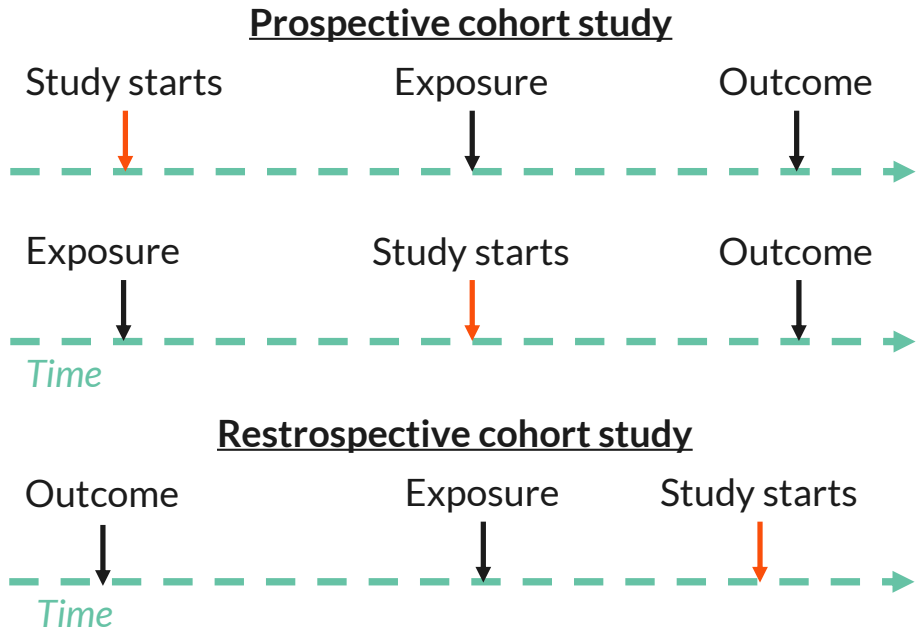 Prospective cohort study
Study starts Exposure Outcome
Exposure Study starts Outcome
Time
Restrospective cohort study
Outcome Exposure Study starts
Time